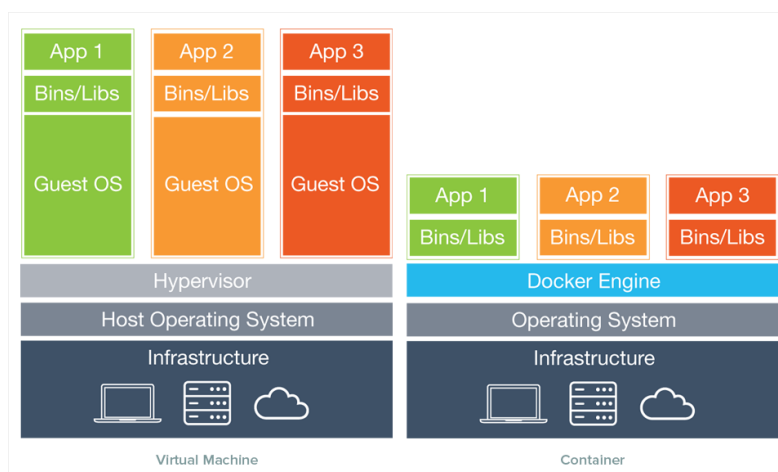 App 1
App 2
App 3
Bins/Libs
Bins/Libs
Bins/Libs
Guest OS
Guest OS
Guest OS
Hypervisor
Host Operating System
Infrastructure
Virtual Machine
App 1
App 2
App 3
Bins/Libs
Bins/Libs
Bins/Libs
Docker Engine
Operating System
Infrastructure
Container